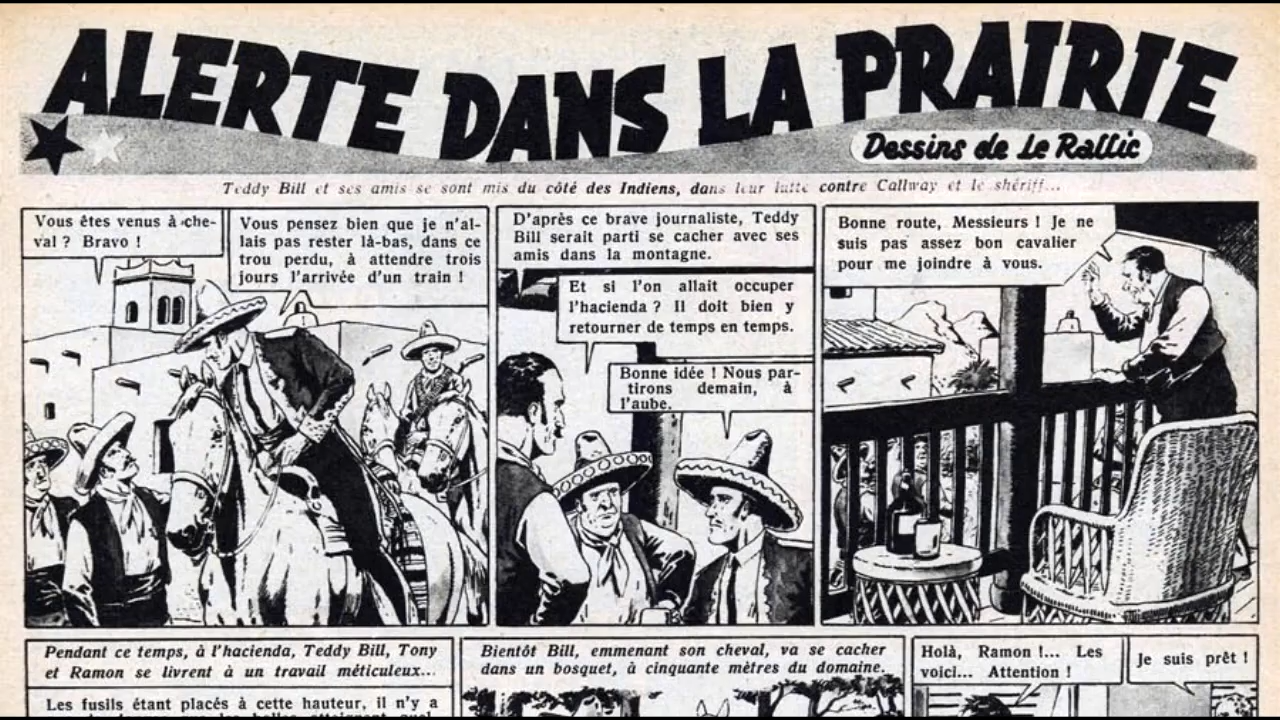 ALERTE DANS LA PRAIRIE
Dessins de Le Rallic
Teddy Bill et ses amis se sont mis du côté des Indiens, dans leur lutte contre Callway et le shériff...
Vous êtes venus à che-
val ? Bravo !
Vous pensez bien que je n'al-
lais pas rester là-bas, dans ce
trou perdu, à attendre trois
jours l'arrivée d'un train !
D'après ce brave journaliste, Teddy
Bill serait parti se cacher avec ses
amis dans la montagne.
Et si l'on allait occuper
l'hacienda ? Il doit bien y
retourner de temps en temps.
Bonne idée ! Nous par-
tirons demain, à
l'aube.
Bonne route, Messieurs ! Je ne
suis pas assez bon cavalier
pour me joindre à vous.
Pendant ce temps, à l'hacienda, Teddy Bill, Tony
et Ramon se livrent à un travail méticuleux...
Les fusils étant placés à cette hauteur, il n'y a
Bientôt Bill, emmenant son cheval, va se cacher
dans un bosquet, à cinquante mètres du domaine.
Holà, Ramon !... Les
voici... Attention !
Je suis prêt !